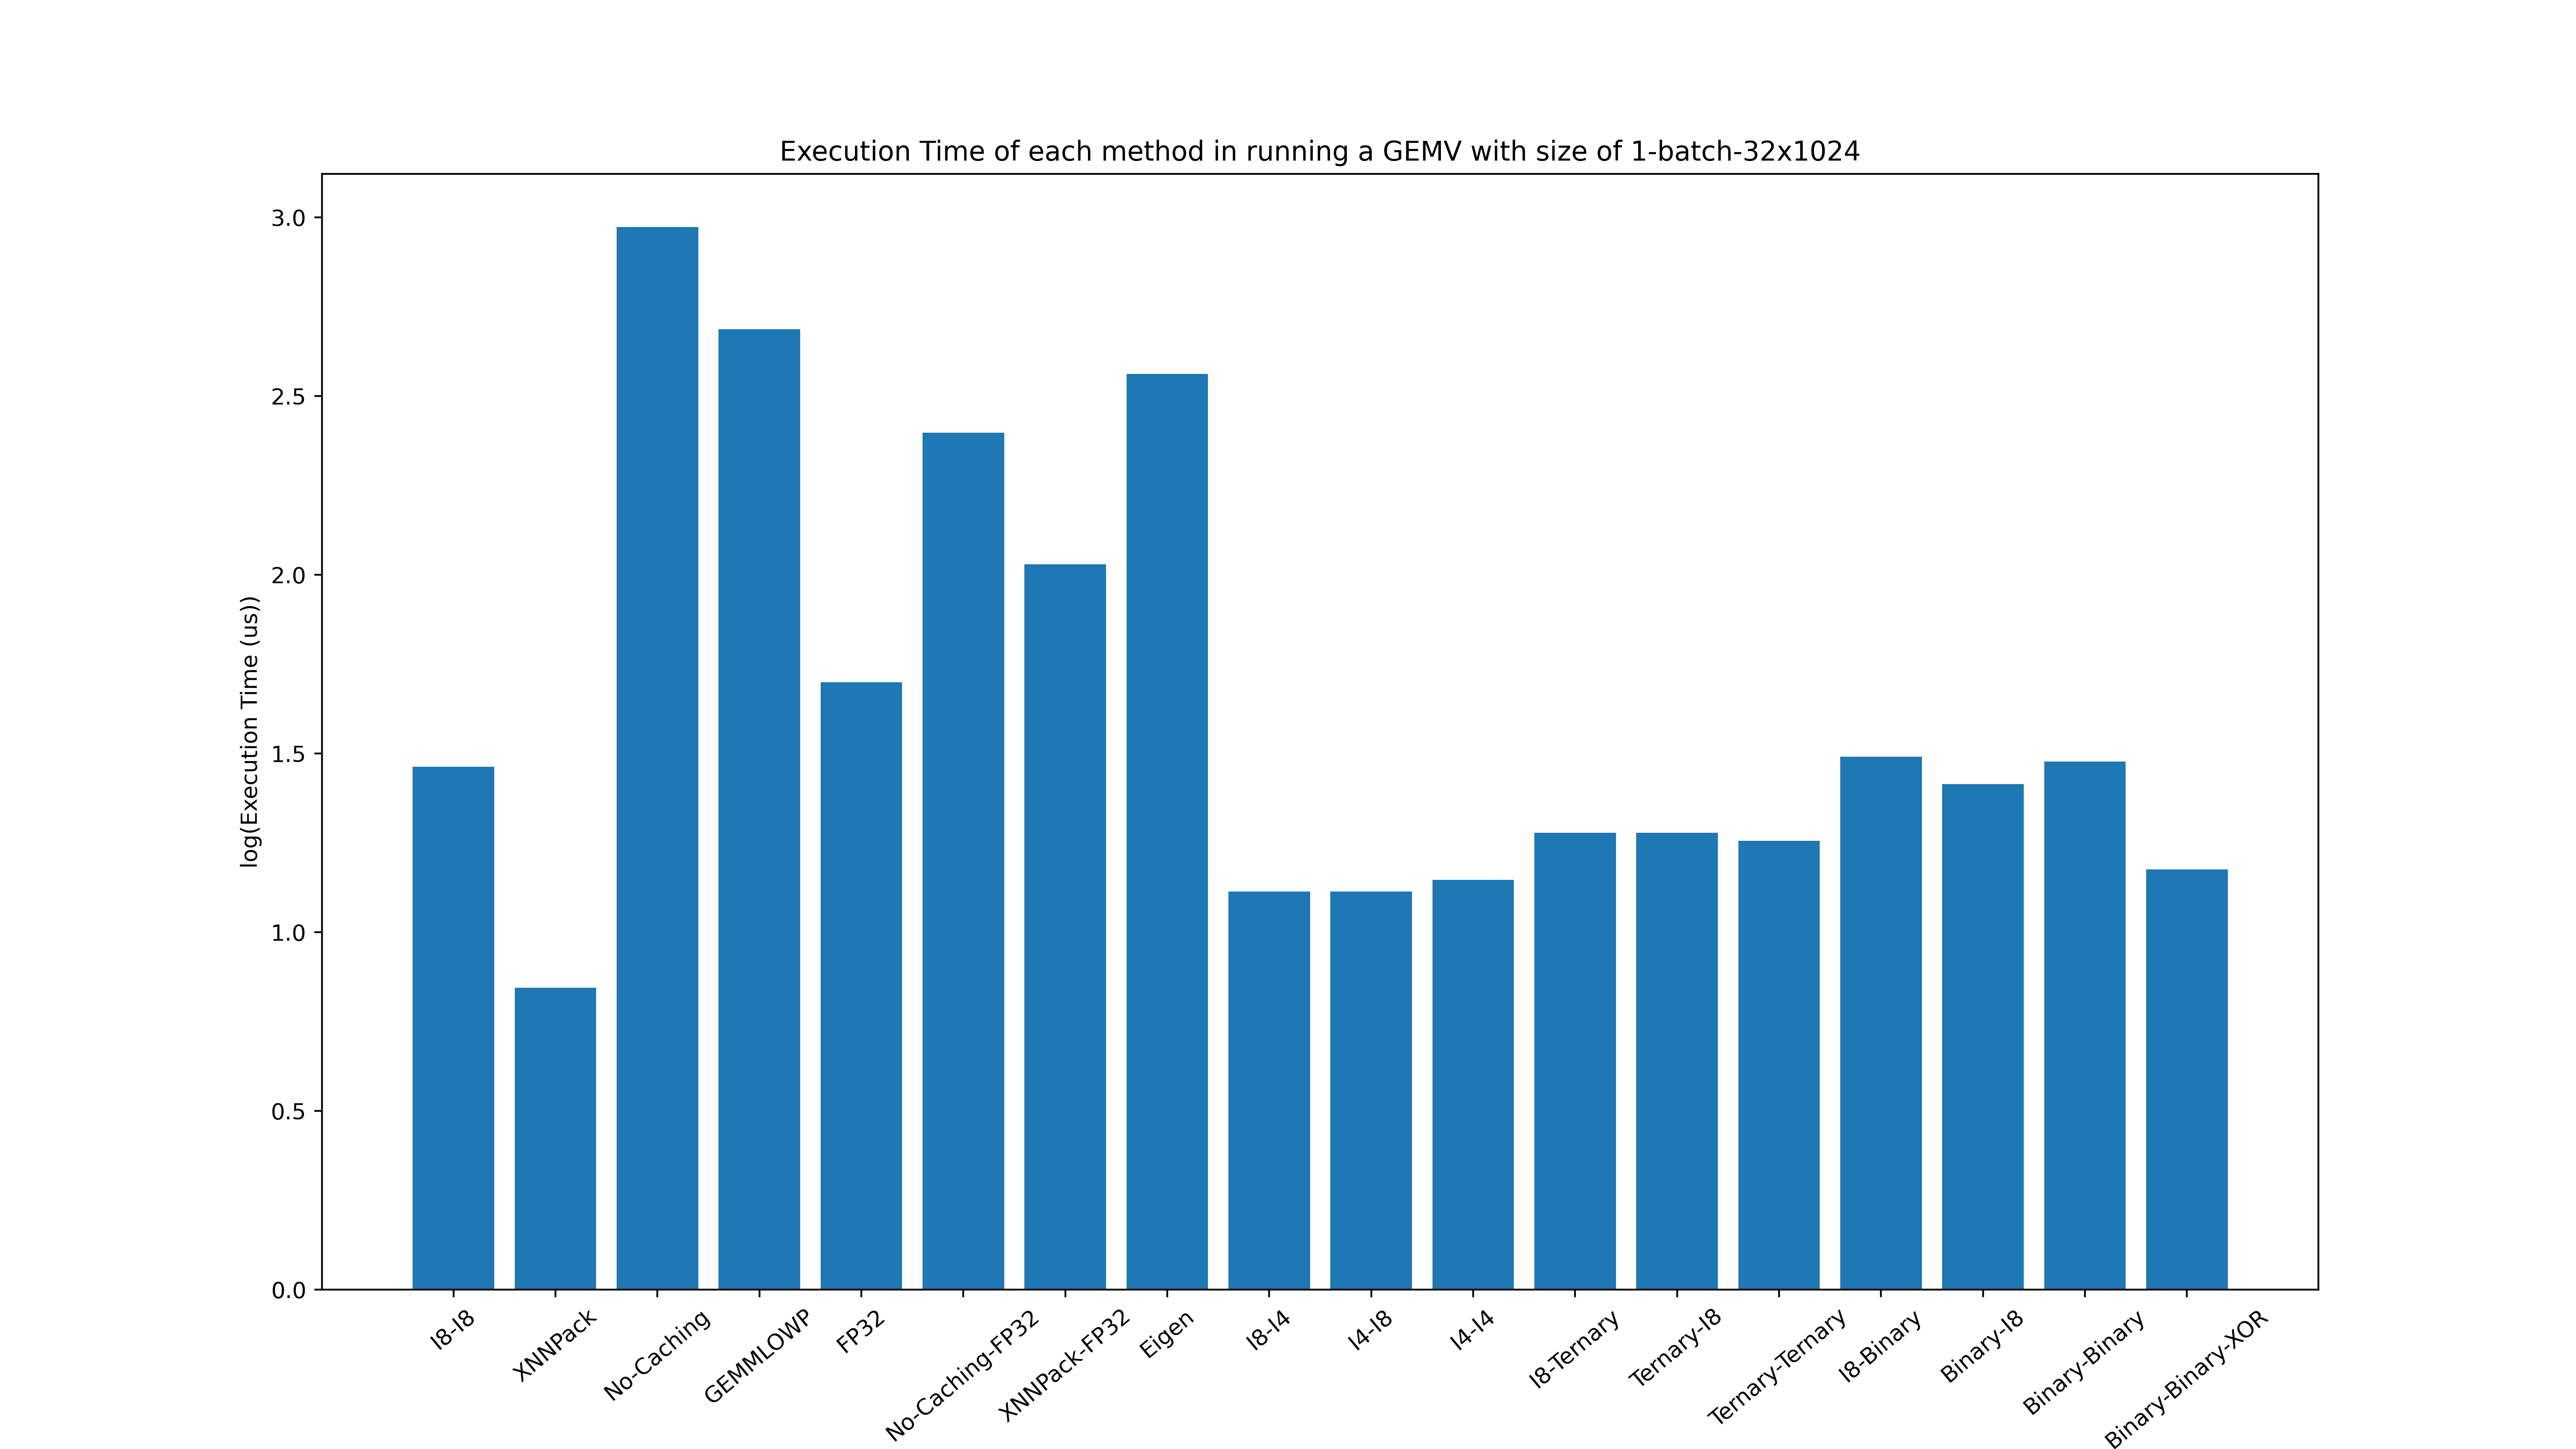 Execution Time of each method in running a GEMV with size of 1-batch-32x1024
log(Execution Time (us))
3.0
2.5
2.0
1.5
1.0
0.5
0.0
I8-I8
XNNPack
No-Caching
GEMMLOWP
FP32
No-Caching-FP32
XNNPack-FP32
Eigen
I8-I4
I4-I8
I4-I4
I8-Ternary
Ternary-I8
Ternary-Ternary
I8-Binary
Binary-I8
Binary-Binary
Binary-Binary-XOR